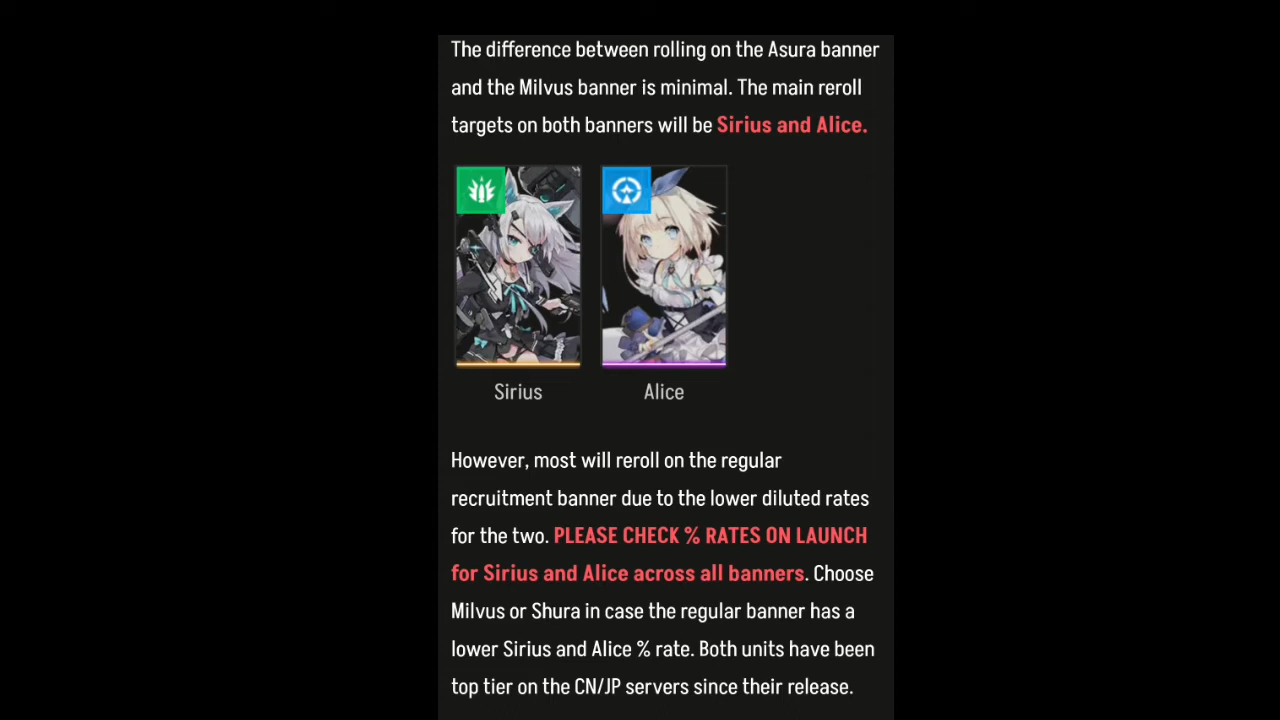 The difference between rolling on the Asura banner
and the Milvus banner is minimal. The main reroll
targets on both banners will be Sirius and Alice.
Sirius
Alice
However, most will reroll on the regular
recruitment banner due to the lower diluted rates
for the two. PLEASE CHECK % RATES ON LAUNCH
for Sirius and Alice across all banners. Choose
Milvus or Shura in case the regular banner has a
lower Sirius and Alice % rate. Both units have been
top tier on the CN/JP servers since their release.